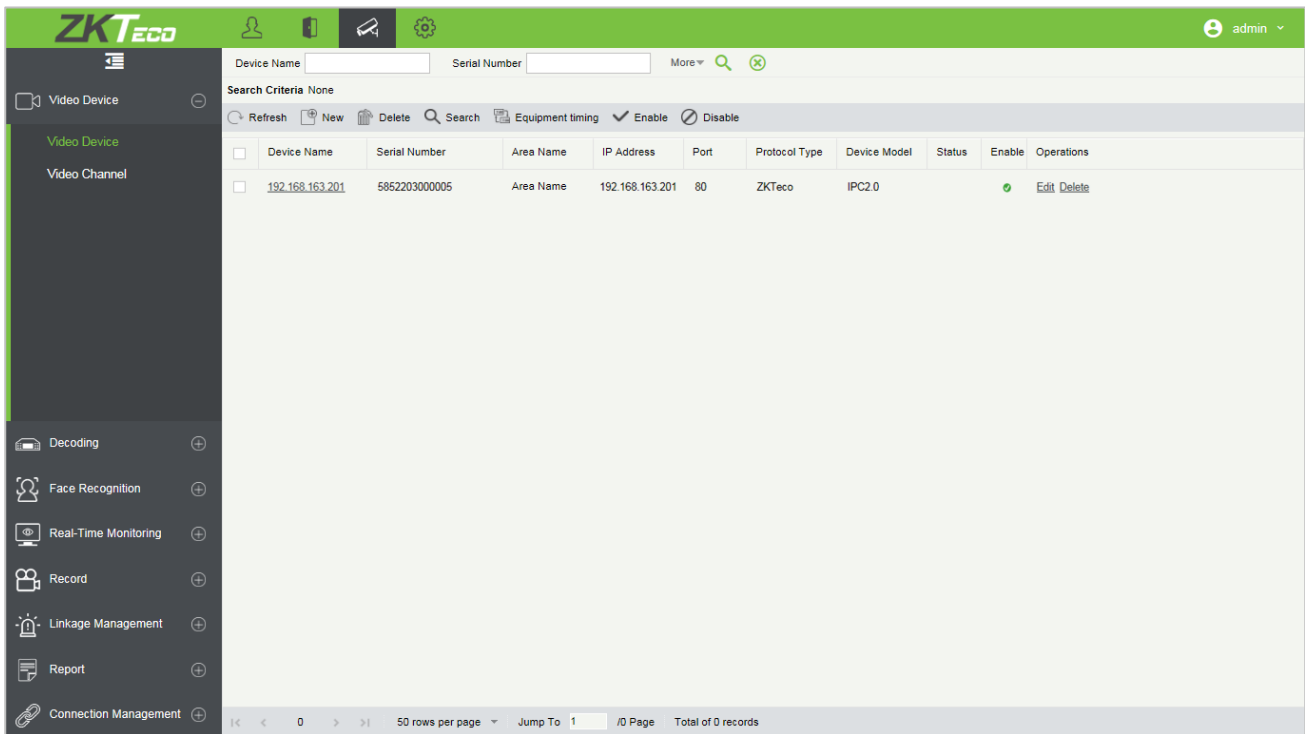 ZKTeco
admin
Device Name Serial Number More
Search Criteria None
Refresh New Delete Search Equipment timing Enable Disable
Video Device
Video Device
Video Channel
Device Name Serial Number Area Name IP Address Port Protocol Type Device Model Status Enable Operations
192.168.163.201 5852203000005 Area Name 192.168.163.201 80 ZKTeco IPC2.0 Edit Delete
Decoding
Face Recognition
Real-Time Monitoring
Record
Linkage Management
Report
Connection Management
0 50 rows per page Jump To 1 /0 Page Total of 0 records